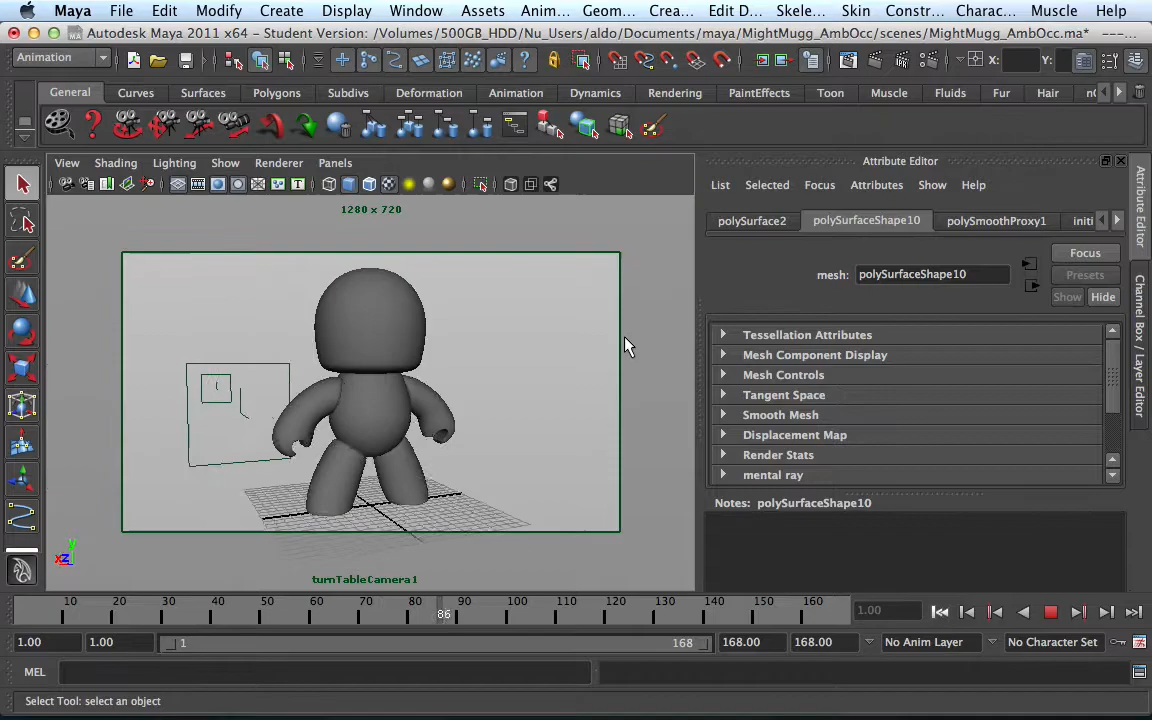 Maya File Edit Modify Create Display Window Assets Anim... Geom... Crea... Edit D... Skele... Skin Constr... Charac... Muscle Help
Autodesk Maya 2011 x64 - Student Version: /Volumes/500GB_HDD/Nu_Users/aldo/Documents/maya/MightMugg_AmbOcc/scenes/MightMugg_AmbOcc.ma* ---...
Animation X: Y:
General Curves Surfaces Polygons Subdivs Deformation Animation Dynamics Rendering PaintEffects Toon Muscle Fluids Fur Hair
View Shading Lighting Show Renderer Panels
1280 x 720
turnTableCamera1
Attribute Editor
List Selected Focus Attributes Show Help
polySurface2 polySurfaceShape10 polySmoothProxy1 initi
Focus
mesh: polySurfaceShape10
Presets
Show Hide
Tessellation Attributes
Mesh Component Display
Mesh Controls
Tangent Space
Smooth Mesh
Displacement Map
Render Stats
mental ray
Notes: polySurfaceShape10
Attribute Editor
Channel Box / Layer Editor
10 20 30 40 50 60 70 80 90 100 110 120 130 140 150 160
86
1.00
1.00 1.00 1 168 168.00 168.00 No Anim Layer No Character Set
MEL
Select Tool: select an object